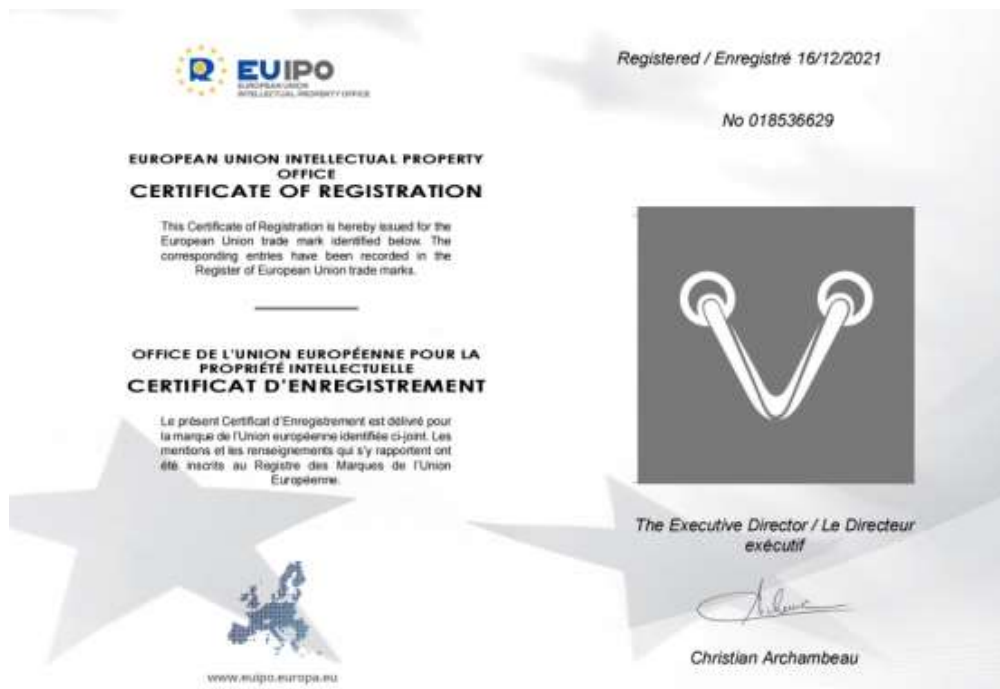 EUIPO
EUROPEAN UNION
INTELLECTUAL PROPERTY OFFICE
EUROPEAN UNION INTELLECTUAL PROPERTY
OFFICE
CERTIFICATE OF REGISTRATION
This Certificate of Registration is hereby issued for the
European Union trade mark identified below. The
corresponding entries have been recorded in the
Register of European Union trade marks.
OFFICE DE L'UNION EUROPÉENNE POUR LA
PROPRIÉTÉ INTELLECTUELLE
CERTIFICAT D'ENREGISTREMENT
Le présent Certificat d'Enregistrement est délivré pour
la marque de l'Union européenne identifiée ci-joint. Les
mentions et les renseignements qui s'y rapportent ont
été inscrits au Registre des Marques de l'Union
Européenne.
www.euipo.europa.eu
Registered / Enregistré 16/12/2021
No 018536629
The Executive Director / Le Directeur
exécutif
Christian Archambeau